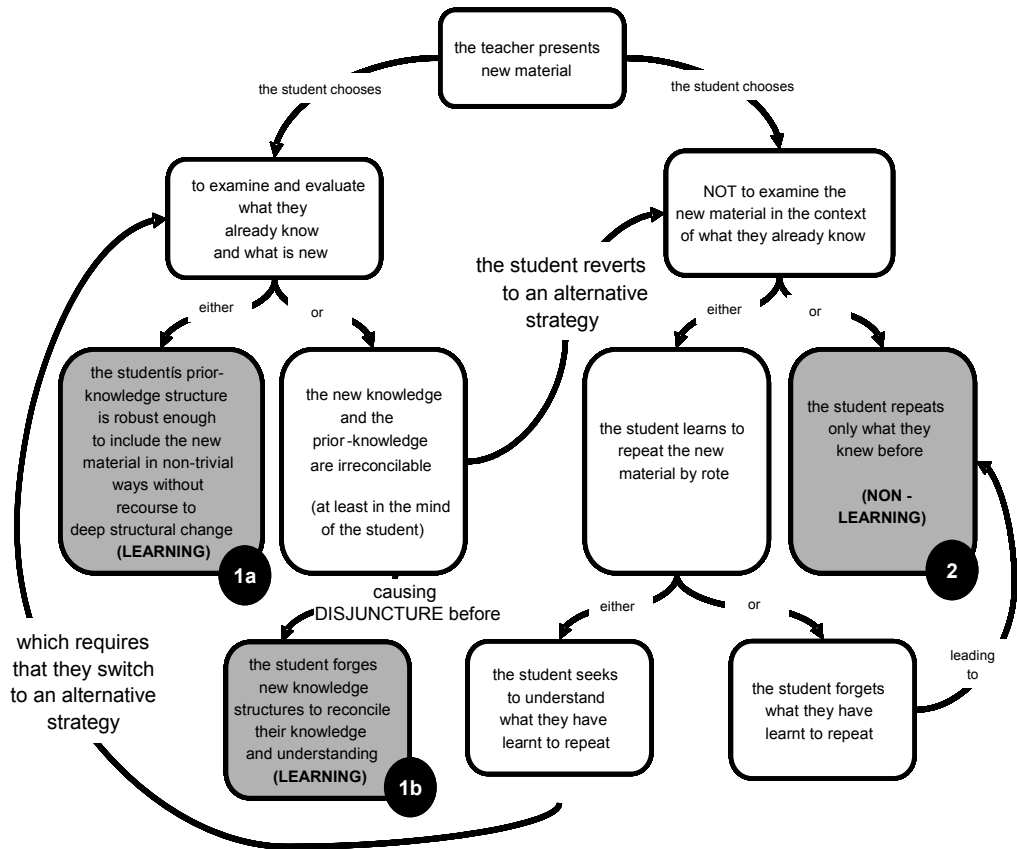 the teacher presents
new material
the student chooses
the student chooses
to examine and evaluate
what they
already know
and what is new
NOT to examine the
new material in the context
of what they already know
the student reverts
to an alternative
strategy
either
or
either
or
the studentís prior-
knowledge structure
is robust enough
to include the new
material in non-trivial
ways without
recourse to
deep structural change
(LEARNING)
1a
the new knowledge
and the
prior-knowledge
are irreconcilable
(at least in the mind
of the student)
the student learns to
repeat the new
material by rote
the student repeats
only what they
knew before
(NON -
LEARNING)
2
causing
DISJUNCTURE before
either
or
which requires
that they switch
to an alternative
strategy
the student forges
new knowledge
structures to reconcile
their knowledge
and understanding
(LEARNING)
1b
the student seeks
to understand
what they have
learnt to repeat
the student forgets
what they have
learnt to repeat
leading
to